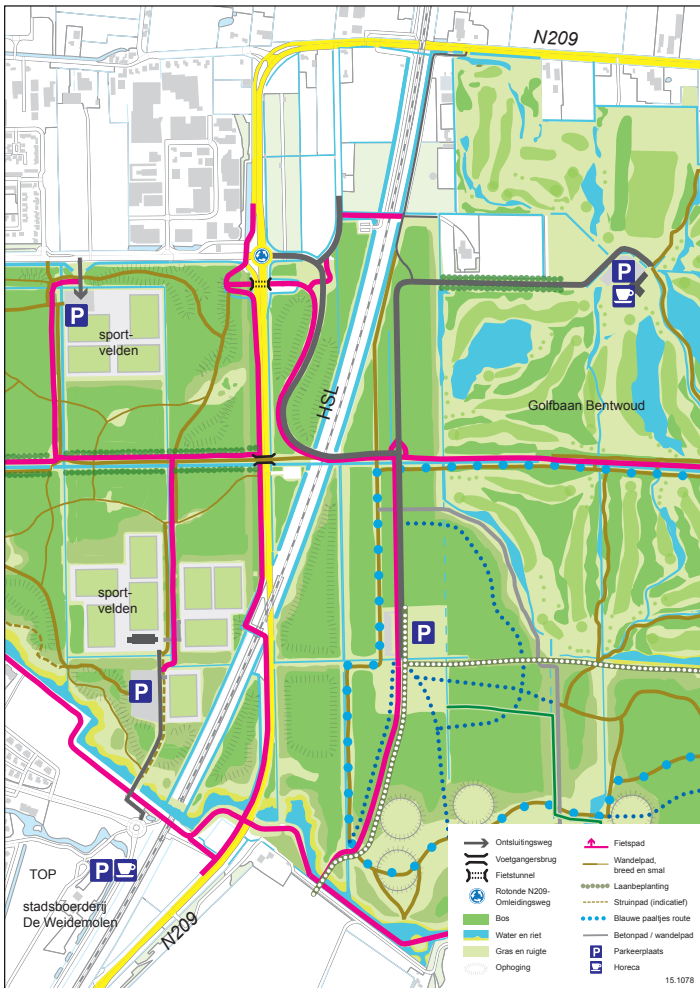 N209
P
P
sport-
velden
HSL
Golfbaan Bentwoud
sport-
velden
P
P
TOP
P
stadsboerderij
De Weidemolen
N209
Ontsluitingsweg
Voetgangersbrug
Fietstunnel
Rotonde N209-
Omleidingsweg
Bos
Water en riet
Gras en ruigte
Ophoging
Fietspad
Wandelpad,
breed en smal
Laanbeplanting
Struinpad (indicatief)
Blauwe paaltjes route
Betonpad / wandelpad
P Parkeerplaats
Horeca
15.1078